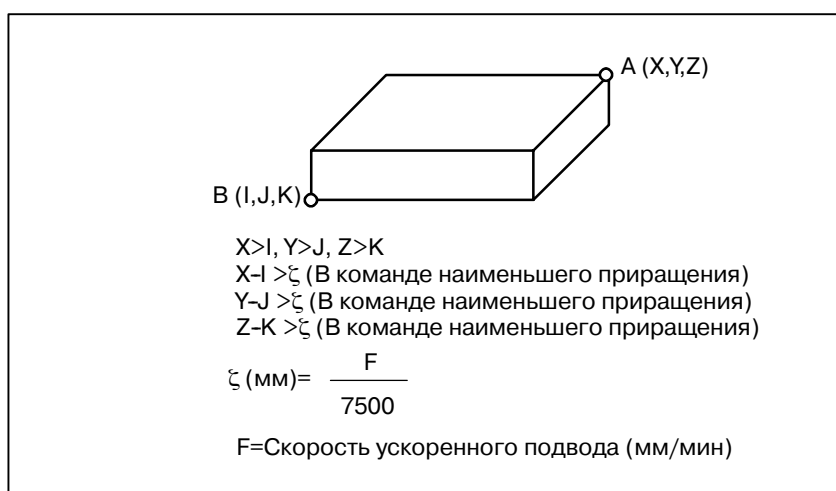 A (X,Y,Z)
B (I,J,K)
X>I, Y>J, Z>K
X-I >ζ (В команде наименьшего приращения)
Y-J >ζ (В команде наименьшего приращения)
Z-K >ζ (В команде наименьшего приращения)
ζ (мм)= F
7500
F=Скорость ускоренного подвода (мм/мин)